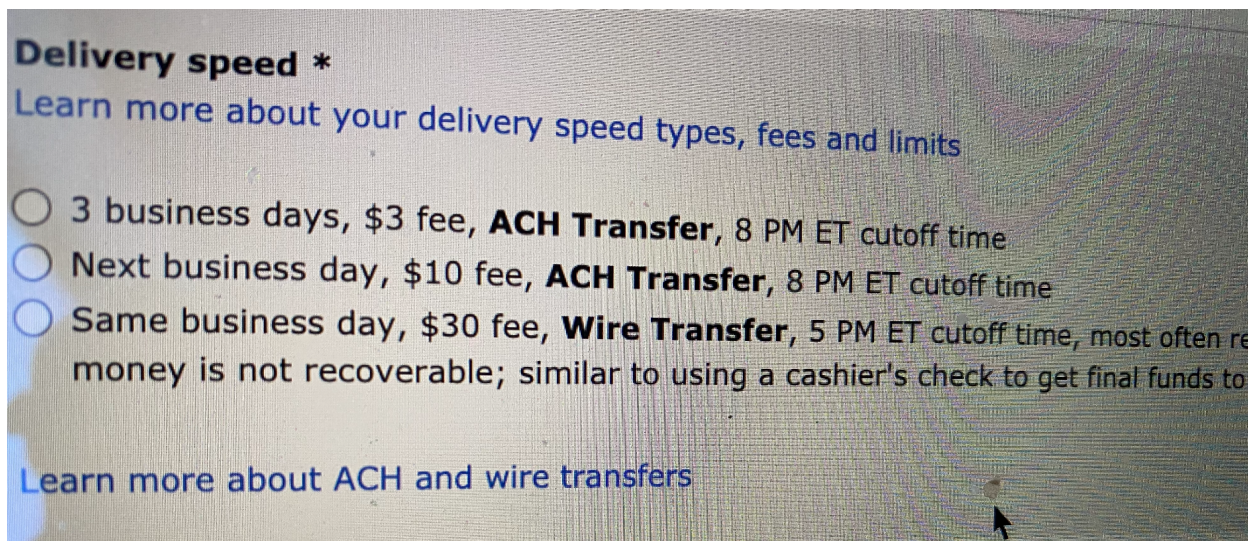 Delivery speed *
Learn more about your delivery speed types, fees and limits
3 business days, $3 fee, ACH Transfer, 8 PM ET cutoff time
Next business day, $10 fee, ACH Transfer, 8 PM ET cutoff time
Same business day, $30 fee, Wire Transfer, 5 PM ET cutoff time, most often
money is not recoverable; similar to using a cashier's check to get final funds to
Learn more about ACH and wire transfers